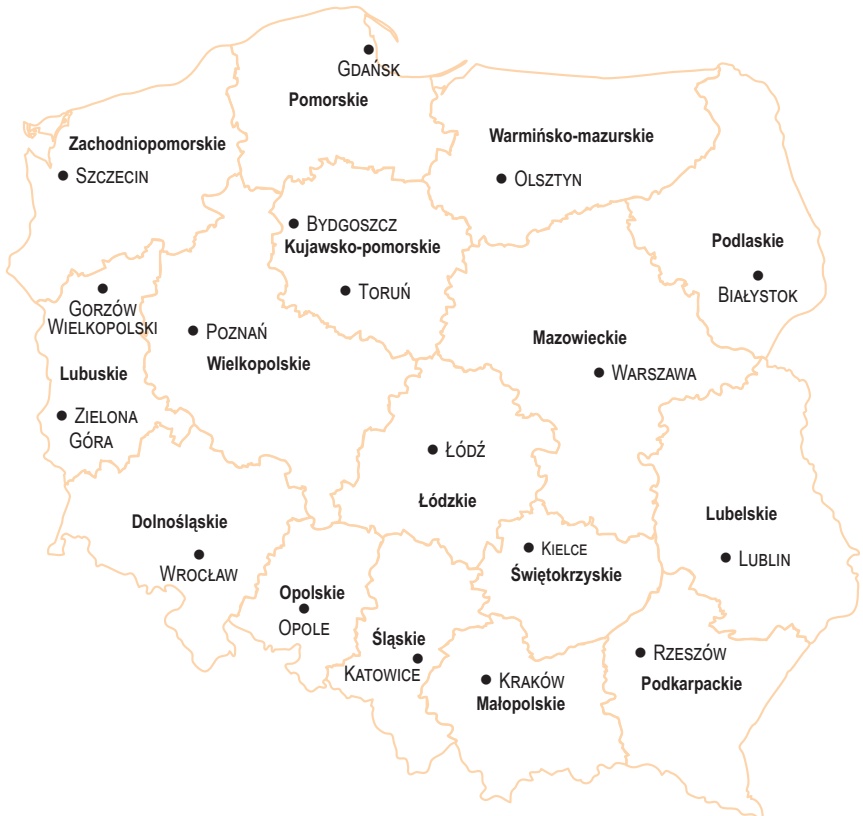 GDAŃSK
Pomorskie
Warmińsko-mazurskie
Zachodniopomorskie
SZCZECIN
OLSZTYN
BYDGOSZCZ
Kujawsko-pomorskie
Podlaskie
TORUŃ
BIAŁYSTOK
GORZÓW
WIELKOPOLSKI
POZNAŃ
Wielkopolskie
Mazowieckie
Lubuskie
WARSZAWA
ZIELONA
GÓRA
ŁÓDŹ
Łódzkie
Lubelskie
Dolnośląskie
WROCŁAW
KIELCE
Świętokrzyskie
LUBLIN
Opolskie
OPOLE
Śląskie
KATOWICE
KRAKÓW
Małopolskie
RZESZÓW
Podkarpackie